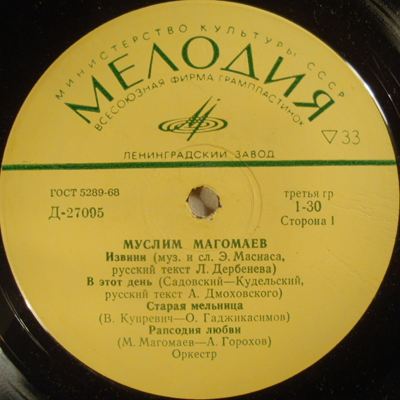 МИНИСТЕРСТВО КУЛЬТУРЫ СССР
МЕЛОДИЯ
ВСЕСОЮЗНАЯ ФИРМА ГРАМПЛАСТИНОК
▽33
ЛЕНИНГРАДСКИЙ ЗАВОД
ГОСТ 5289-68
Д-27095
третья гр
1-30
Сторона 1
МУСЛИМ МАГОМАЕВ
Извини (муз. и сл. Э. Масиаса,
русский текст Л. Дербенева)
В этот день (Садовский—Кудельский,
русский текст А. Дмоховского)
Старая мельница
(В. Купревич—О. Гаджикасимов)
Рапсодия любви
(М. Магомаев—А. Горохов)
Оркестр